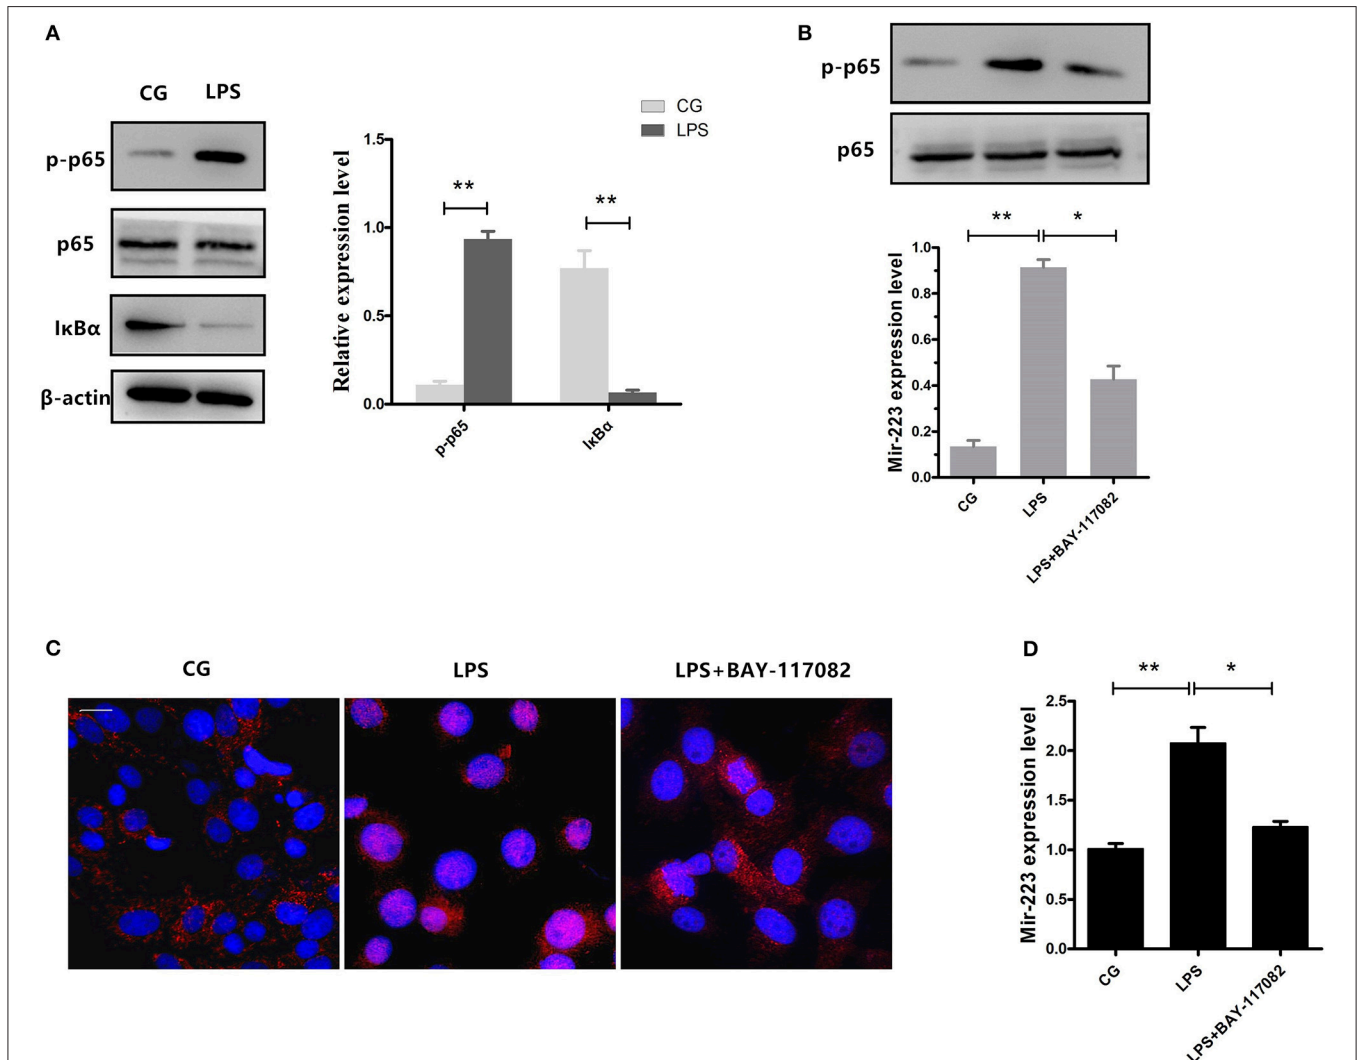 A
CG LPS
p-p65
p65
IκBα
β-actin
CG
LPS
Relative expression level
1.5
1.0
0.5
0.0
**
**
p-p65
IκBα
B
p-p65
p65
**
*
Mir-223 expression level
1.0
0.8
0.6
0.4
0.2
0.0
CG
LPS
LPS+BAY-117082
C
CG
LPS
LPS+BAY-117082
D
**
*
Mir-223 expression level
2.5
2.0
1.5
1.0
0.5
0.0
CG
LPS
LPS+BAY-117082